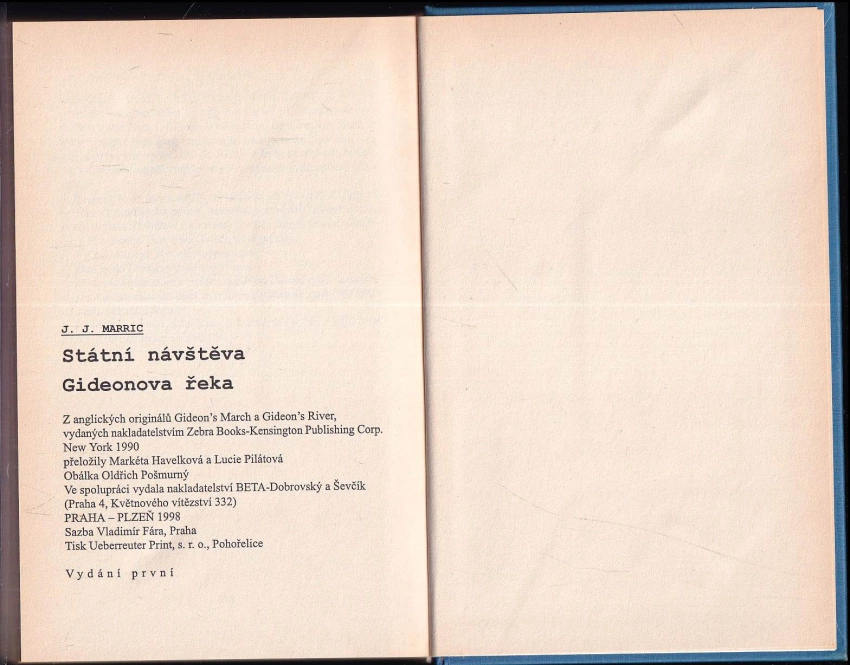 J. J. MARRIC
Státní návštěva
Gideonova řeka
Z anglických originálů Gideon's March a Gideon's River,
vydaných nakladatelstvím Zebra Books-Kensington Publishing Corp.
New York 1990
přeložily Markéta Havelková a Lucie Pilátová
Obálka Oldřich Pošmurný
Ve spolupráci vydala nakladatelství BETA-Dobrovský a Ševčík
(Praha 4, Květnového vítězství 332)
PRAHA – PLZEŇ 1998
Sazba Vladimír Fára, Praha
Tisk Ueberreuter Print, s. r. o., Pohořelice
Vydání první